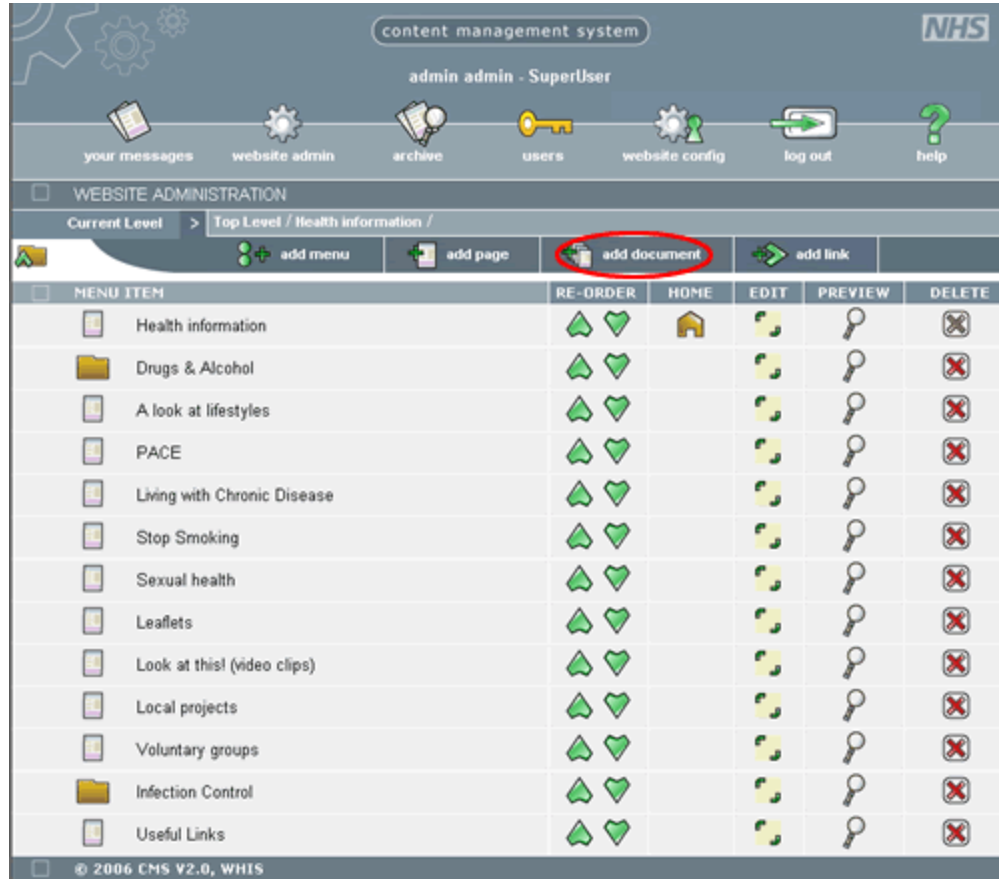 content management system
NHS
admin admin - SuperUser
your messages website admin archive users website config log out help
WEBSITE ADMINISTRATION
Current Level > Top Level / Health information /
add menu add page add document add link
MENU ITEM RE-ORDER HOME EDIT PREVIEW DELETE
Health information
Drugs & Alcohol
A look at lifestyles
PACE
Living with Chronic Disease
Stop Smoking
Sexual health
Leaflets
Look at this! (video clips)
Local projects
Voluntary groups
Infection Control
Useful Links
© 2006 CMS V2.0, WHIS